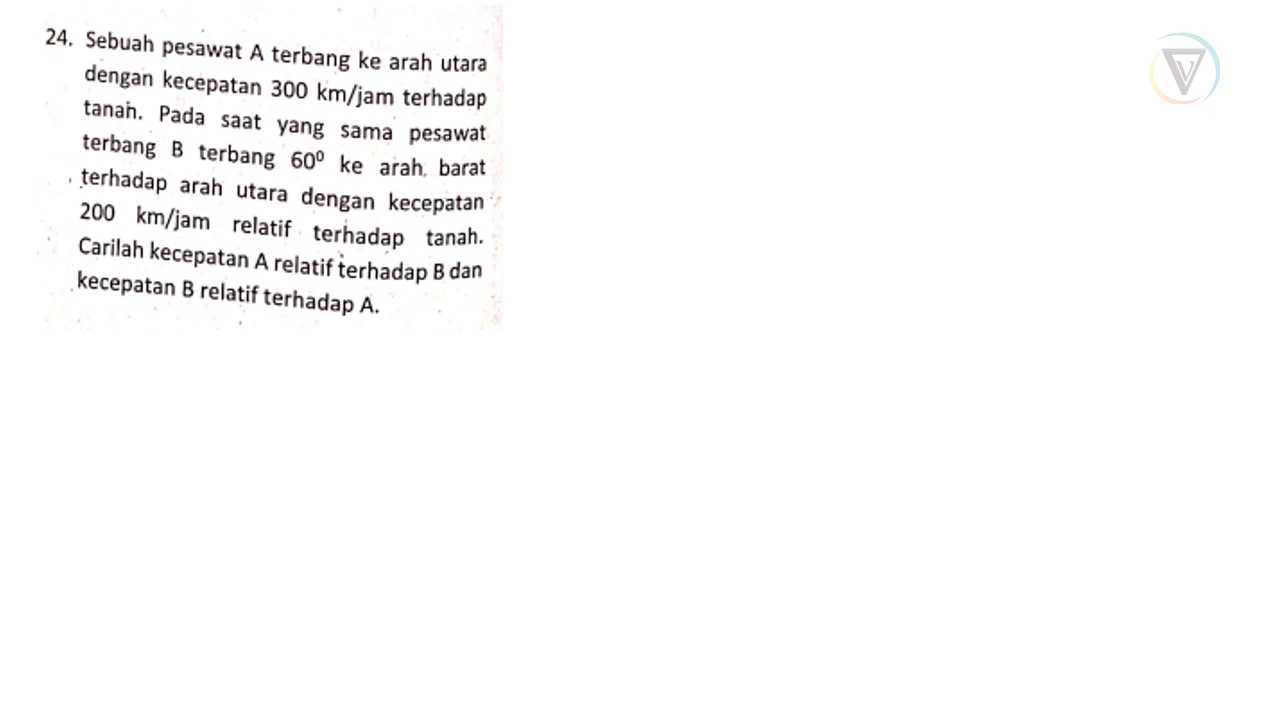 24. Sebuah pesawat A terbang ke arah utara
dengan kecepatan 300 km/jam terhadap
tanah. Pada saat yang sama pesawat
terbang B terbang 60⁰ ke arah barat
terhadap arah utara dengan kecepatan
200 km/jam relatif terhadap tanah.
Carilah kecepatan A relatif terhadap B dan
kecepatan B relatif terhadap A.
V